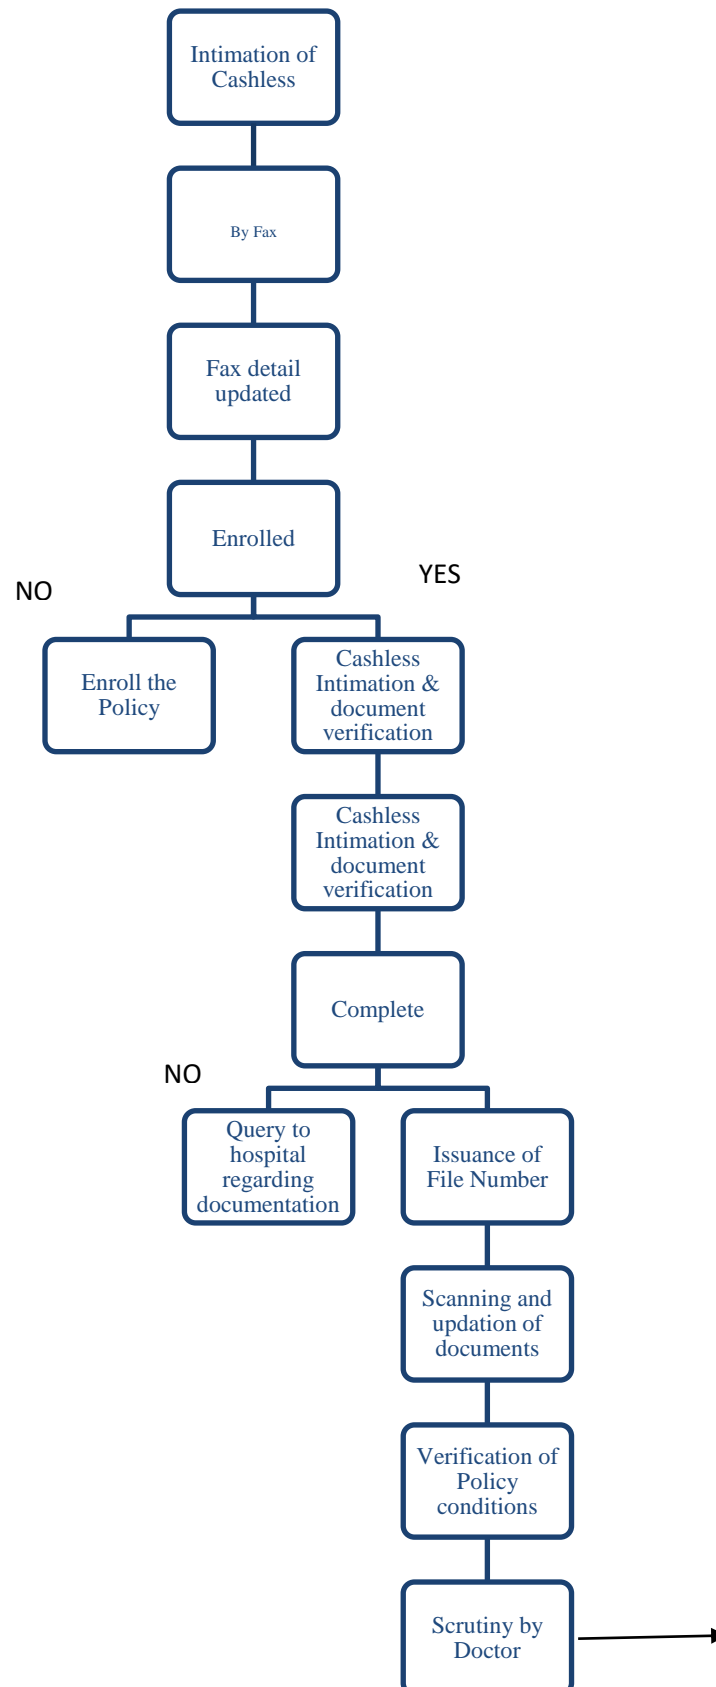 Intimation of
Cashless
By Fax
Fax detail
updated
Enrolled
NO
YES
Enroll the
Policy
Cashless
Intimation &
document
verification
Cashless
Intimation &
document
verification
Complete
NO
Query to
hospital
regarding
documentation
Issuance of
File Number
Scanning and
updation of
documents
Verification of
Policy
conditions
Scrutiny by
Doctor